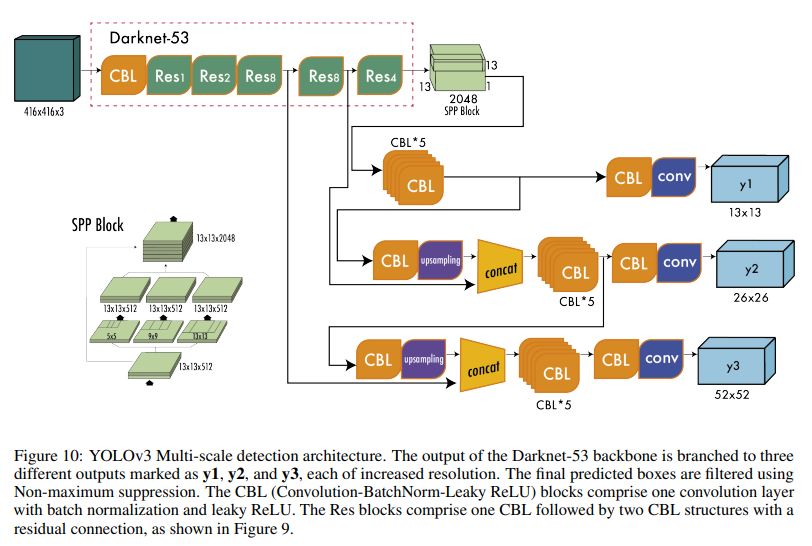 Darknet-53
CBL
Res1
Res2
Res8
Res8
Res4
416x416x3
13
13
1
2048
SPP Block
CBL*5
CBL
CBL
conv
y1
13x13
SPP Block
13x13x2048
13x13x512
13x13x512
13x13x512
5x5
9x9
13x13
13x13x512
CBL
upsampling
concat
CBL
CBL*5
CBL
conv
y2
26x26
CBL
upsampling
concat
CBL
CBL*5
CBL
conv
y3
52x52
Figure 10: YOLOv3 Multi-scale detection architecture. The output of the Darknet-53 backbone is branched to three
different outputs marked as y1, y2, and y3, each of increased resolution. The final predicted boxes are filtered using
Non-maximum suppression. The CBL (Convolution-BatchNorm-Leaky ReLU) blocks comprise one convolution layer
with batch normalization and leaky ReLU. The Res blocks comprise one CBL followed by two CBL structures with a
residual connection, as shown in Figure 9.